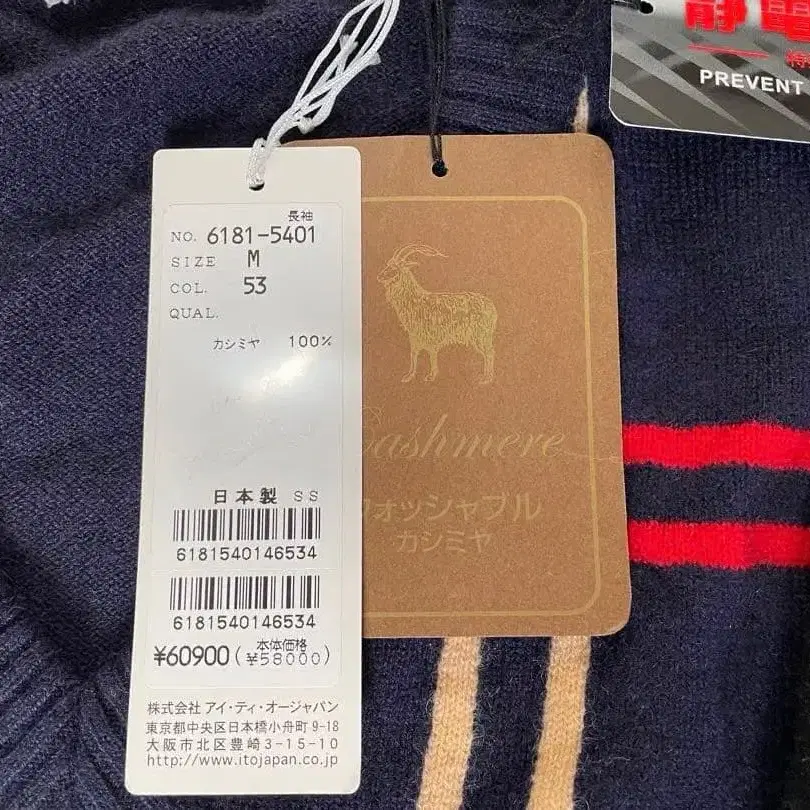 長袖
NO. 6181-5401
SIZE M
COL. 53
QUAL.
カシミヤ 100%
日本製 SS
6181540146534
6181540146534
¥60900(本体価格 ¥58000)
株式会社 アイ・ティ・オージャパン
東京都中央区日本橋小舟町9-18
大阪市北区豊崎3-15-10
http://www.itojapan.co.jp
Cashmere
ウォッシャブル
カシミヤ
静電
PREVENT